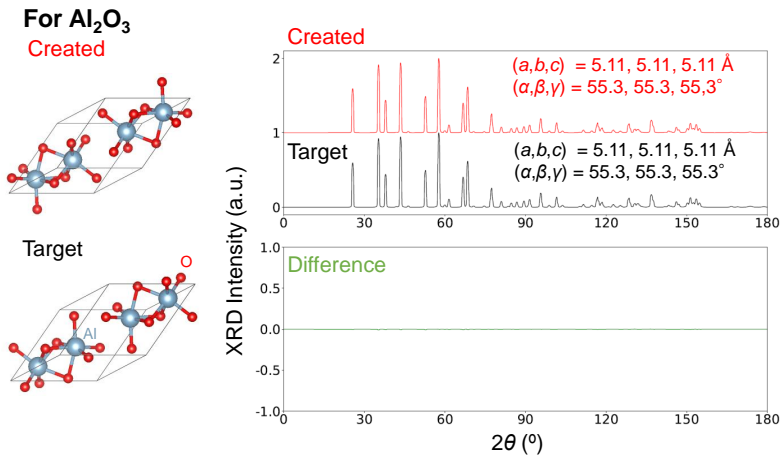 For Al₂O₃
Created
Target
O
Al
Created
(a,b,c) = 5.11, 5.11, 5.11 Å
(α,β,γ) = 55.3, 55.3, 55,3°
Target
(a,b,c) = 5.11, 5.11, 5.11 Å
(α,β,γ) = 55.3, 55.3, 55.3°
2
1
0
0 30 60 90 120 150 180
Difference
1.0
0.5
0.0
-0.5
-1.0
0 30 60 90 120 150 180
XRD Intensity (a.u.)
2θ (º)